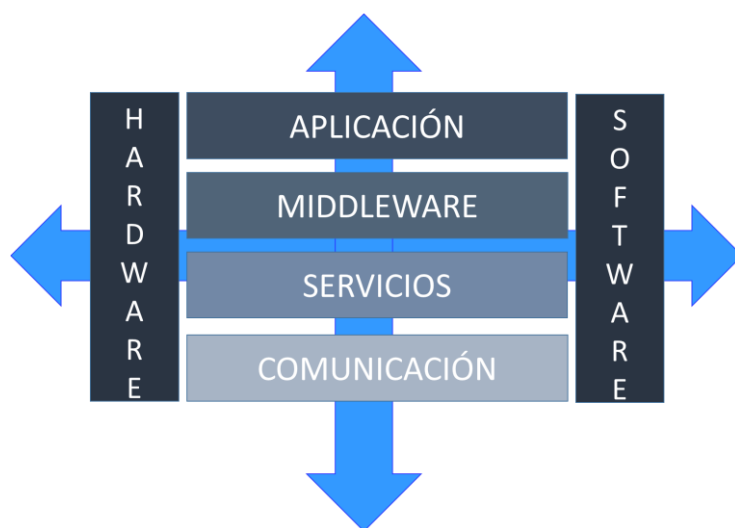 HARDWARE
APLICACIÓN
MIDDLEWARE
SERVICIOS
COMUNICACIÓN
SOFTWARE